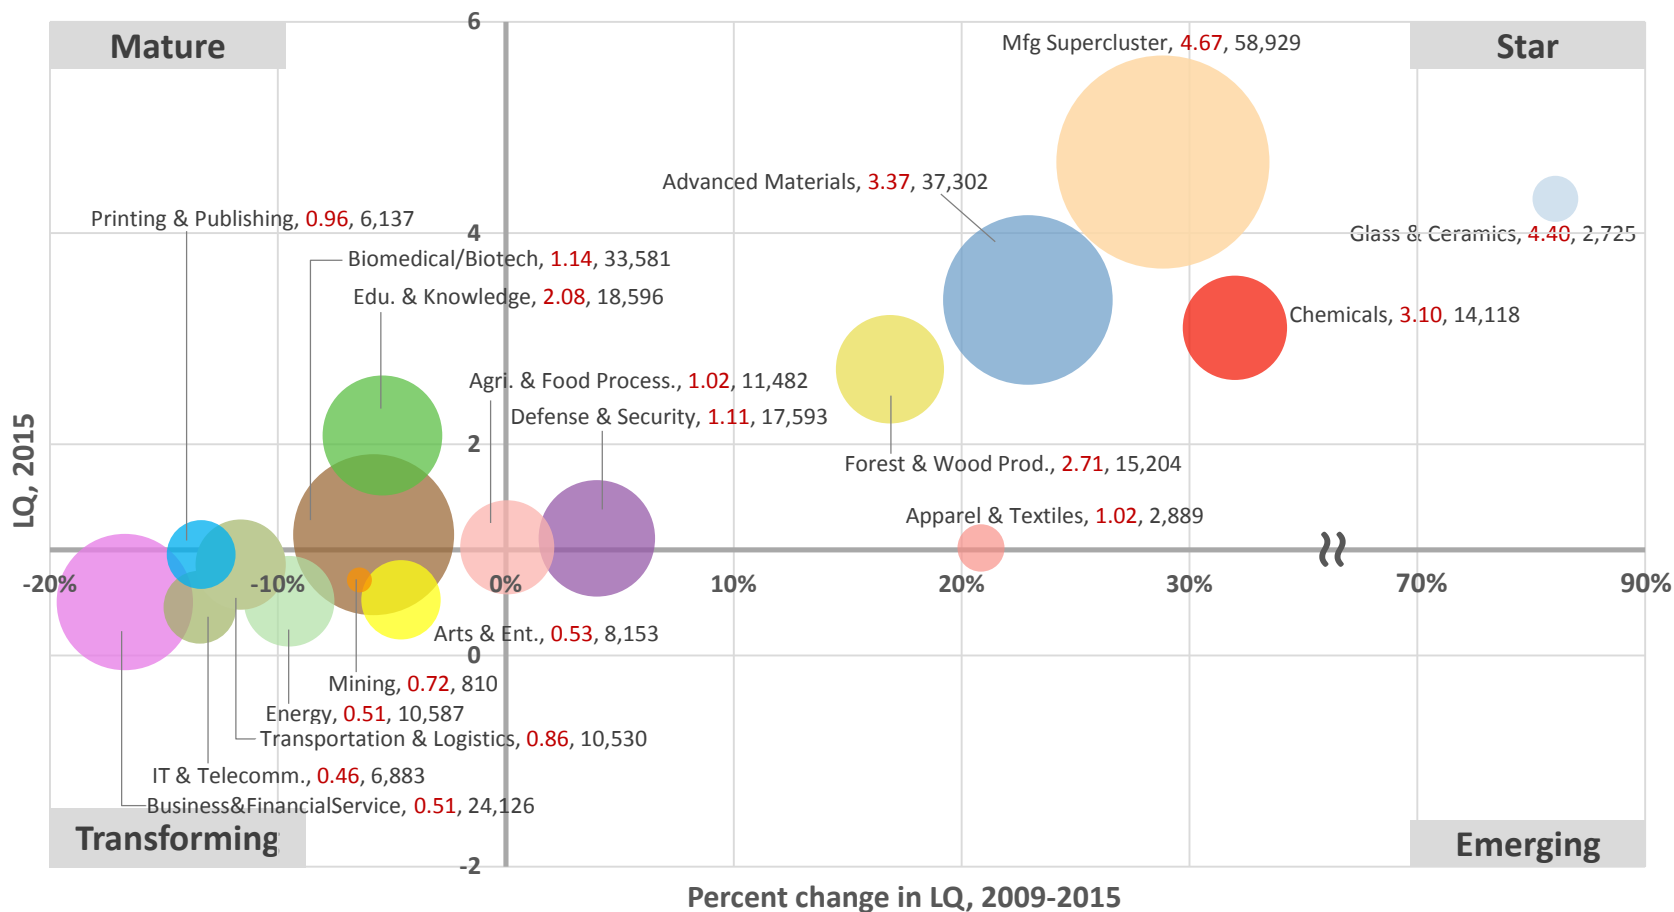 6
Mature
Mfg Supercluster, 4.67, 58,929
Star
Advanced Materials, 3.37, 37,302
Printing & Publishing, 0.96, 6,137
4
Glass & Ceramics, 4.40, 2,725
Biomedical/Biotech, 1.14, 33,581
Edu. & Knowledge, 2.08, 18,596
Chemicals, 3.10, 14,118
Agri. & Food Process., 1.02, 11,482
Defense & Security, 1.11, 17,593
2
Forest & Wood Prod., 2.71, 15,204
LQ, 2015
Apparel & Textiles, 1.02, 2,889
-20%
-10%
0%
10%
20%
30%
70%
90%
Arts & Ent., 0.53, 8,153
0
Mining, 0.72, 810
Energy, 0.51, 10,587
Transportation & Logistics, 0.86, 10,530
IT & Telecomm., 0.46, 6,883
Business&FinancialService, 0.51, 24,126
Transforming
Emerging
-2
Percent change in LQ, 2009-2015